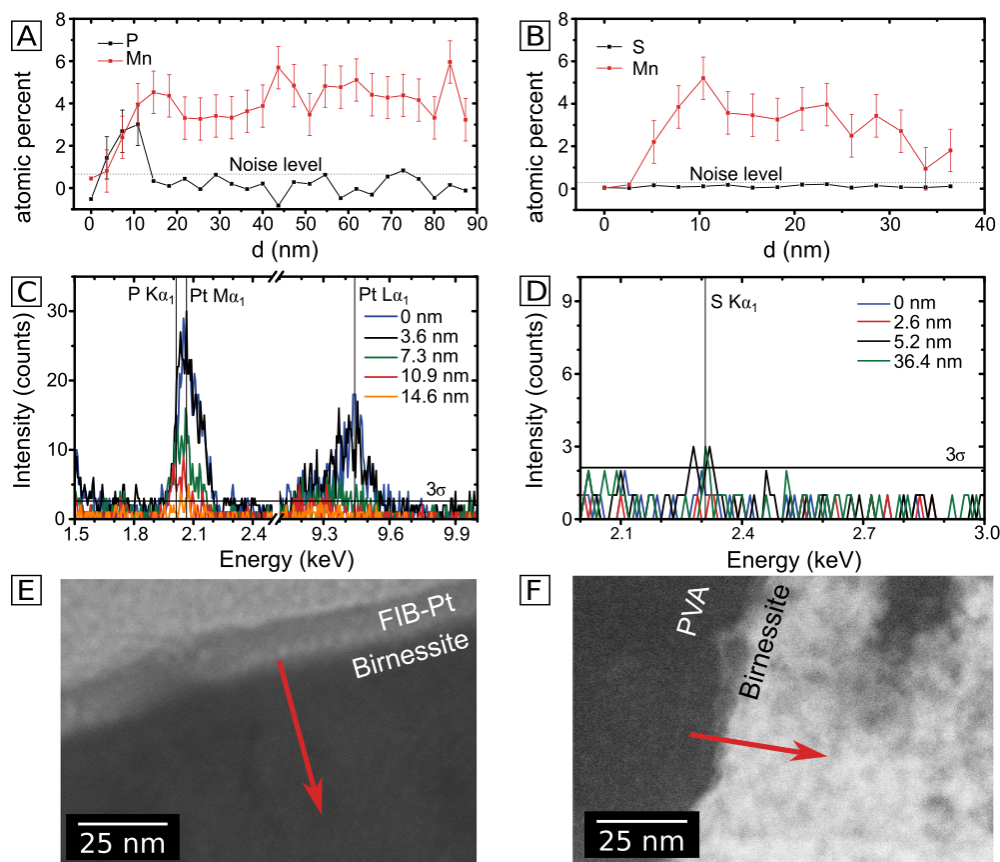 A
P
Mn
Noise level
atomic percent
8
6
4
2
0
0 10 20 30 40 50 60 70 80 90
d (nm)
B
S
Mn
Noise level
atomic percent
8
6
4
2
0
0 10 20 30 40
d (nm)
C
P Kα1
Pt Mα1
Pt Lα1
0 nm
3.6 nm
7.3 nm
10.9 nm
14.6 nm
3σ
Intensity (counts)
30
20
10
0
1.5 1.8 2.1 2.4 9.3 9.6 9.9
Energy (keV)
D
S Kα1
0 nm
2.6 nm
5.2 nm
36.4 nm
3σ
Intensity (counts)
9
6
3
0
2.1 2.4 2.7 3.0
Energy (keV)
E
FIB-Pt
Birnessite
25 nm
F
PVA
Birnessite
25 nm